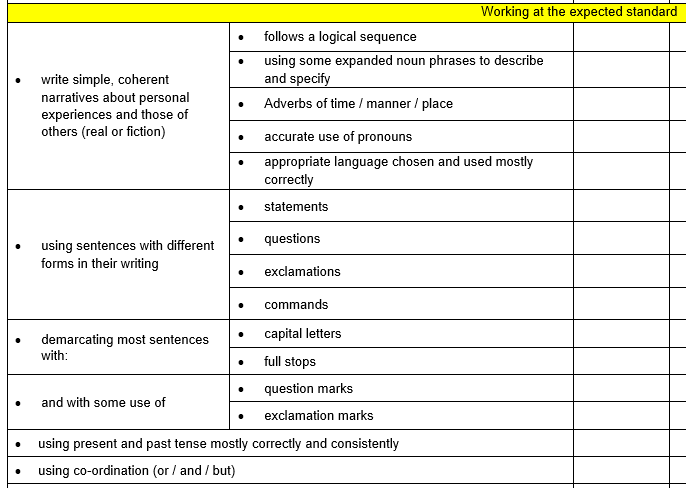 Working at the expected standard
• write simple, coherent
narratives about personal
experiences and those of
others (real or fiction)
• follows a logical sequence
• using some expanded noun phrases to describe
and specify
• Adverbs of time / manner / place
• accurate use of pronouns
• appropriate language chosen and used mostly
correctly
• using sentences with different
forms in their writing
• statements
• questions
• exclamations
• commands
• demarcating most sentences
with:
• capital letters
• full stops
• and with some use of
• question marks
• exclamation marks
• using present and past tense mostly correctly and consistently
• using co-ordination (or / and / but)